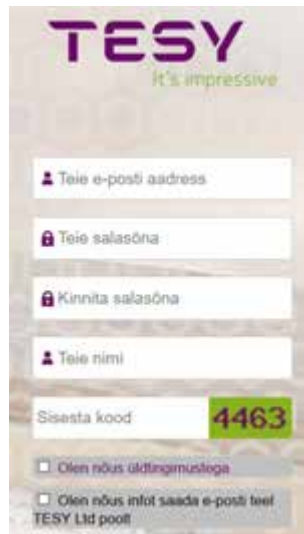 TESY
It's impressive
Teie e-posti aadress
Teie salasõna
Kinnita salasõna
Teie nimi
Sisesta kood 4463
Olen nõus üldtingimustega
Olen nõus infot saada e-posti teel
TESY Ltd poolt